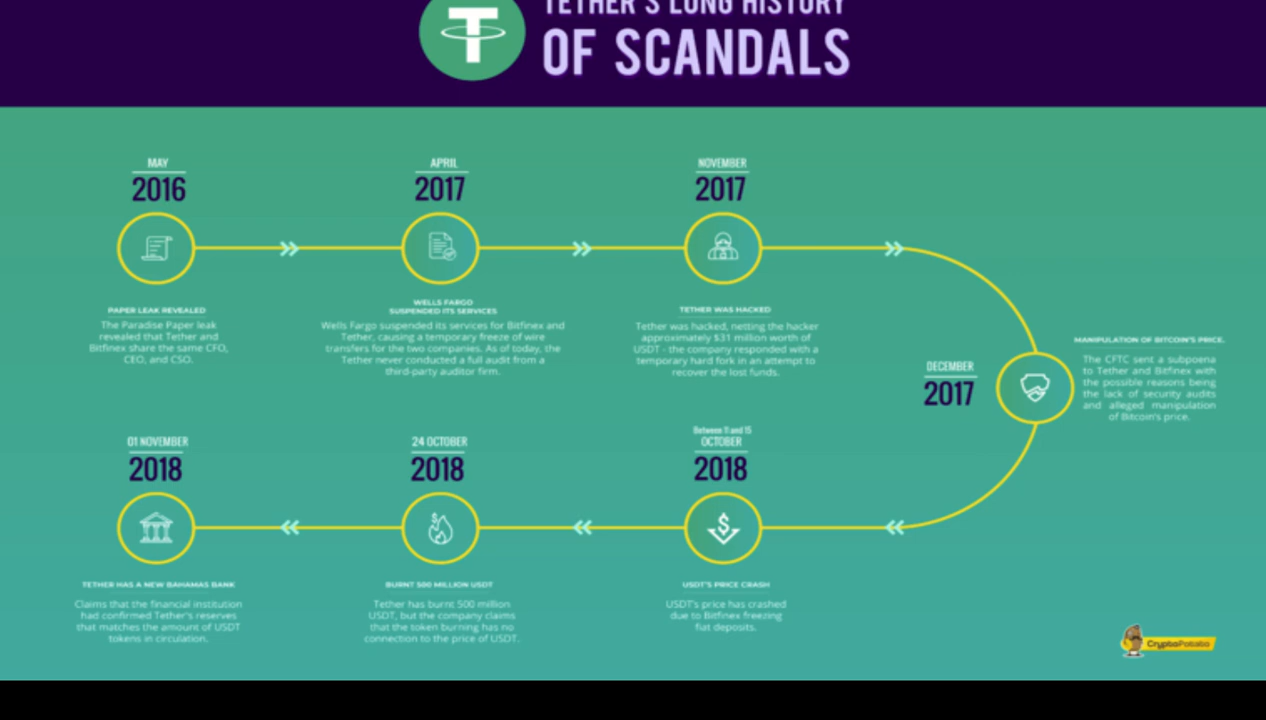 TETHER'S LONG HISTORY
OF SCANDALS
MAY
2016
PAPER LEAK REVEALED
The Paradise Paper leak
revealed that Tether and
Bitfinex share the same CFO,
CEO, and CSO.
APRIL
2017
WELLS FARGO
SUSPENDED ITS SERVICES
Wells Fargo suspended its services for Bitfinex and
Tether, causing a temporary freeze of wire
transfers for the two companies. As of today, the
Tether never conducted a full audit from a
third-party auditor firm.
NOVEMBER
2017
TETHER WAS HACKED
Tether was hacked, netting the hacker
approximately $31 million worth of
USDT - the company responded with a
temporary hard fork in an attempt to
recover the lost funds.
DECEMBER
2017
MANIPULATION OF BITCOIN'S PRICE.
The CFTC sent a subpoena
to Tether and Bitfinex with
the possible reasons being
the lack of security audits
and alleged manipulation
of Bitcoin's price.
Between 11 and 15
OCTOBER
2018
USDT'S PRICE CRASH
USDT's price has crashed
due to Bitfinex freezing
fiat deposits.
24 OCTOBER
2018
BURNT 500 MILLION USDT
Tether has burnt 500 million
USDT, but the company claims
that the token burning has no
connection to the price of USDT.
01 NOVEMBER
2018
TETHER HAS A NEW BAHAMAS BANK
Claims that the financial institution
had confirmed Tether's reserves
that matches the amount of USDT
tokens in circulation.
CryptoPotato